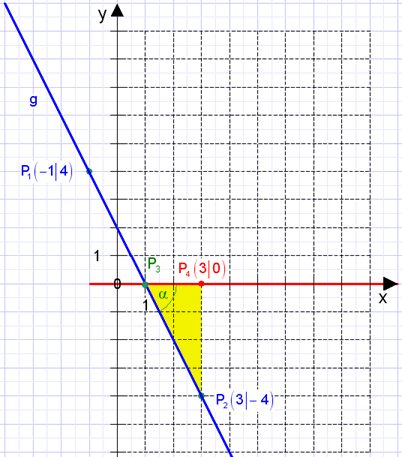 y
g
P₁(−1|4)
1
P₃
P₄(3|0)
0
α
x
1
P₂(3|−4)